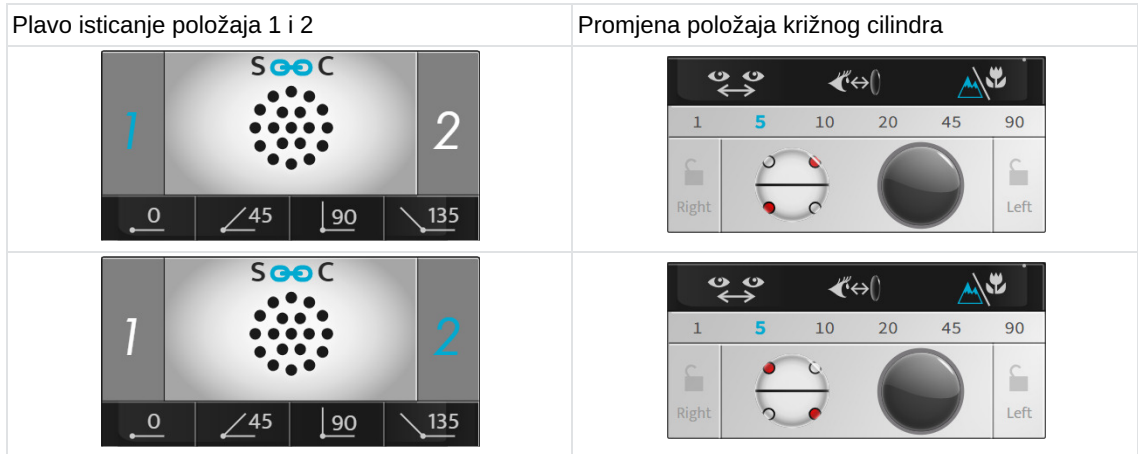 Plavo isticanje položaja 1 i 2
Promjena položaja križnog cilindra
S C
1 2
0 45 90 135
1 5 10 20 45 90
Right Left
S C
1 2
0 45 90 135
1 5 10 20 45 90
Right Left